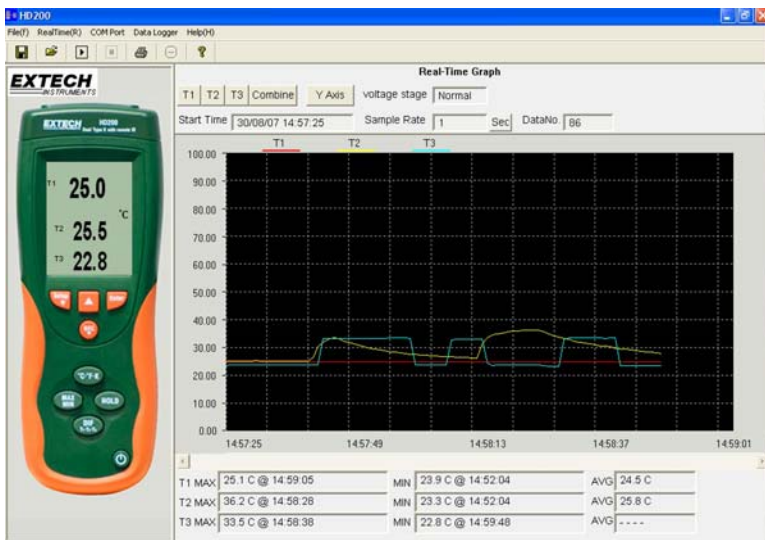 HD200
File(f) RealTime(R) COM Port Data Logger Help(H)
EXTECH
INSTRUMENTS
EXTECH HD200
T1 25.0
°C
T2 25.5
T3 22.8
REC
°C/°F-K
MAX MIN
HOLD
DIF
Real-Time Graph
T1 T2 T3 Combine Y Axis voltage stage Normal
Start Time 30/08/07 14:57:25 Sample Rate 1 Sec DataNo. 86
T1 T2 T3
100.00
90.00
80.00
70.00
60.00
50.00
40.00
30.00
20.00
10.00
0.00
14:57:25 14:57:49 14:58:13 14:58:37 14:59:01
T1 MAX 25.1 C @ 14:59:05 MIN 23.9 C @ 14:52:04 AVG 24.5 C
T2 MAX 36.2 C @ 14:58:28 MIN 23.3 C @ 14:52:04 AVG 25.8 C
T3 MAX 33.5 C @ 14:58:38 MIN 22.8 C @ 14:59:48 AVG - - - -